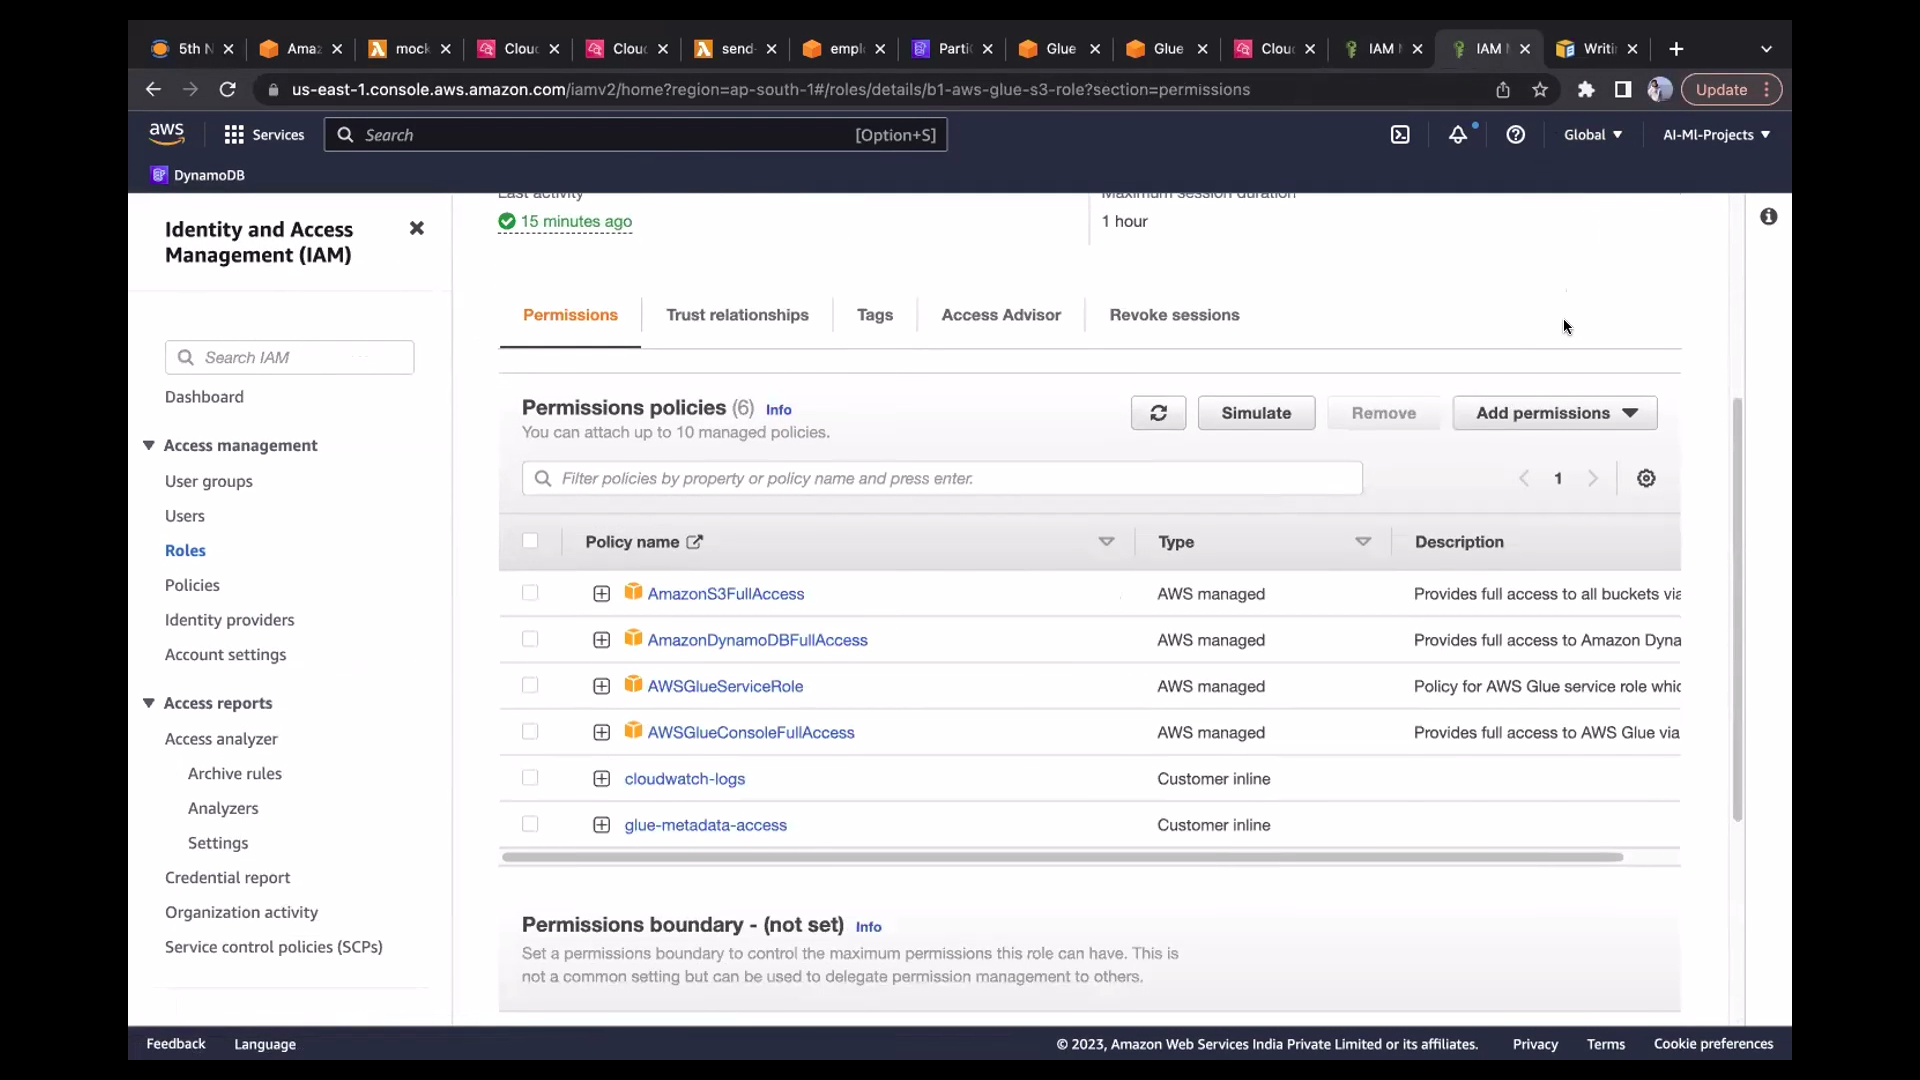 5th N
Amaz
mock
Clouc
Clouc
send-
empl
Parti
Glue
Glue
Clouc
IAM
IAM
Writi
us-east-1.console.aws.amazon.com/iamv2/home?region=ap-south-1#/roles/details/b1-aws-glue-s3-role?section=permissions
Update
aws
Services
Search
[Option+S]
Global
AI-Ml-Projects
DynamoDB
Identity and Access
Management (IAM)
Search IAM
Dashboard
Access management
User groups
Users
Roles
Policies
Identity providers
Account settings
Access reports
Access analyzer
Archive rules
Analyzers
Settings
Credential report
Organization activity
Service control policies (SCPs)
Last activity
15 minutes ago
Maximum session duration
1 hour
Permissions
Trust relationships
Tags
Access Advisor
Revoke sessions
Permissions policies (6) Info
You can attach up to 10 managed policies.
Simulate
Remove
Add permissions
Filter policies by property or policy name and press enter.
1
Policy name
Type
Description
AmazonS3FullAccess
AWS managed
Provides full access to all buckets via
AmazonDynamoDBFullAccess
AWS managed
Provides full access to Amazon Dyna
AWSGlueServiceRole
AWS managed
Policy for AWS Glue service role whic
AWSGlueConsoleFullAccess
AWS managed
Provides full access to AWS Glue via
cloudwatch-logs
Customer inline
glue-metadata-access
Customer inline
Permissions boundary - (not set) Info
Set a permissions boundary to control the maximum permissions this role can have. This is
not a common setting but can be used to delegate permission management to others.
Feedback
Language
© 2023, Amazon Web Services India Private Limited or its affiliates.
Privacy
Terms
Cookie preferences